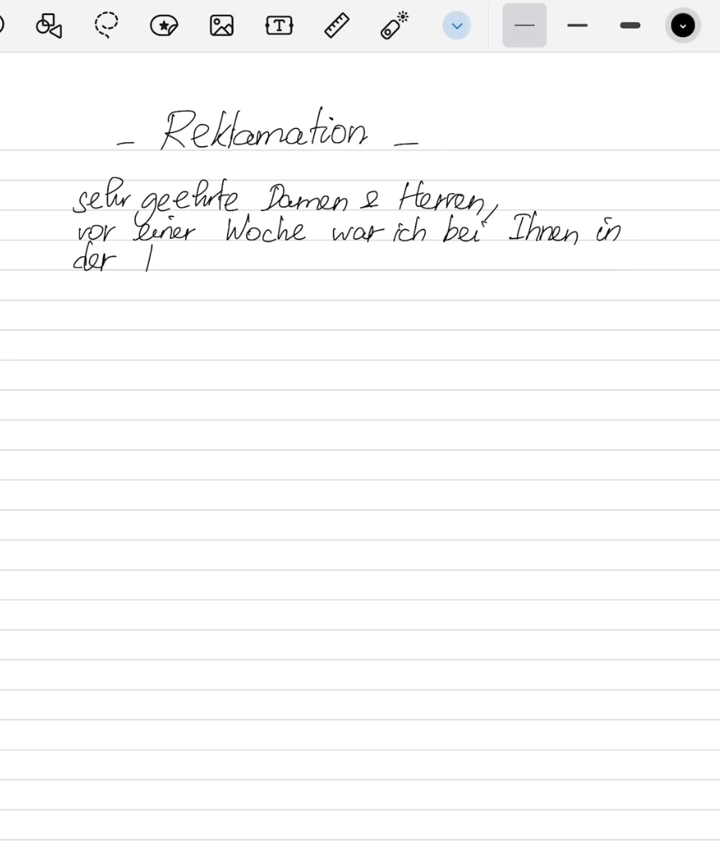 - Reklamation -
sehr geehrte Damen & Herren,
vor einer Woche war ich bei Ihnen in
der